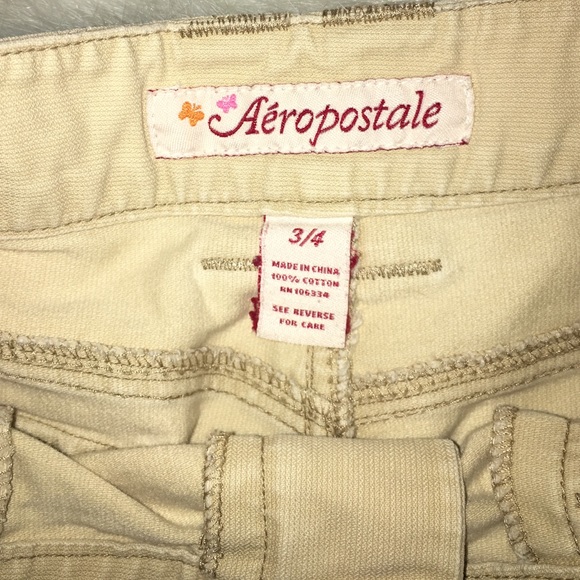 Aéropostale
3/4
MADE IN CHINA
100% COTTON
RN 106334
SEE REVERSE
FOR CARE